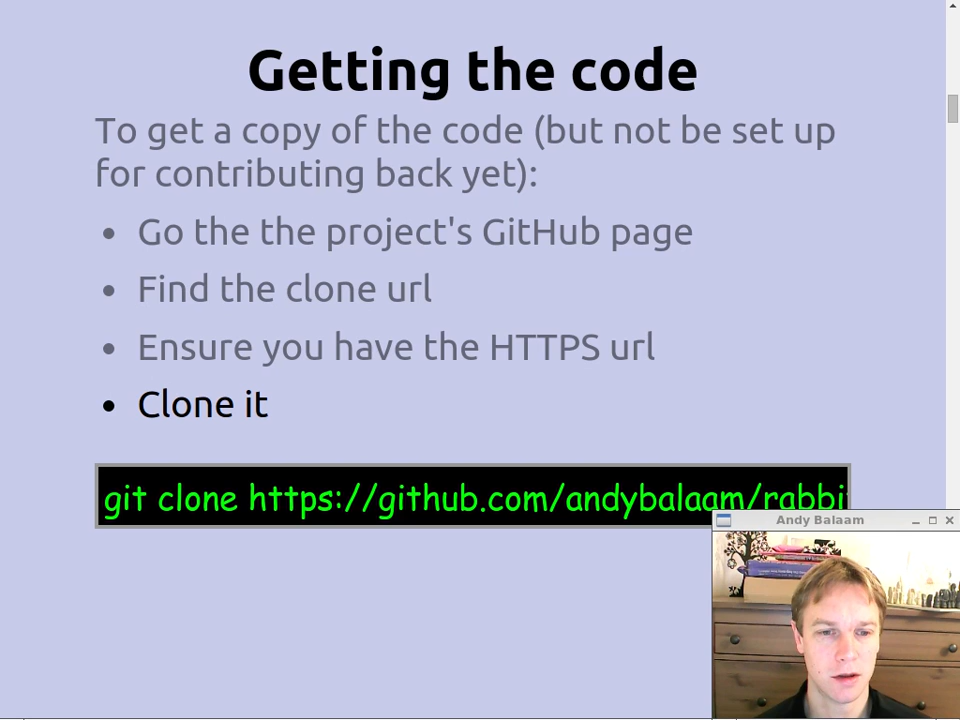 Getting the code
To get a copy of the code (but not be set up
for contributing back yet):
• Go the the project's GitHub page
• Find the clone url
• Ensure you have the HTTPS url
• Clone it
git clone https://github.com/andybalaam/rabbi
Andy Balaam